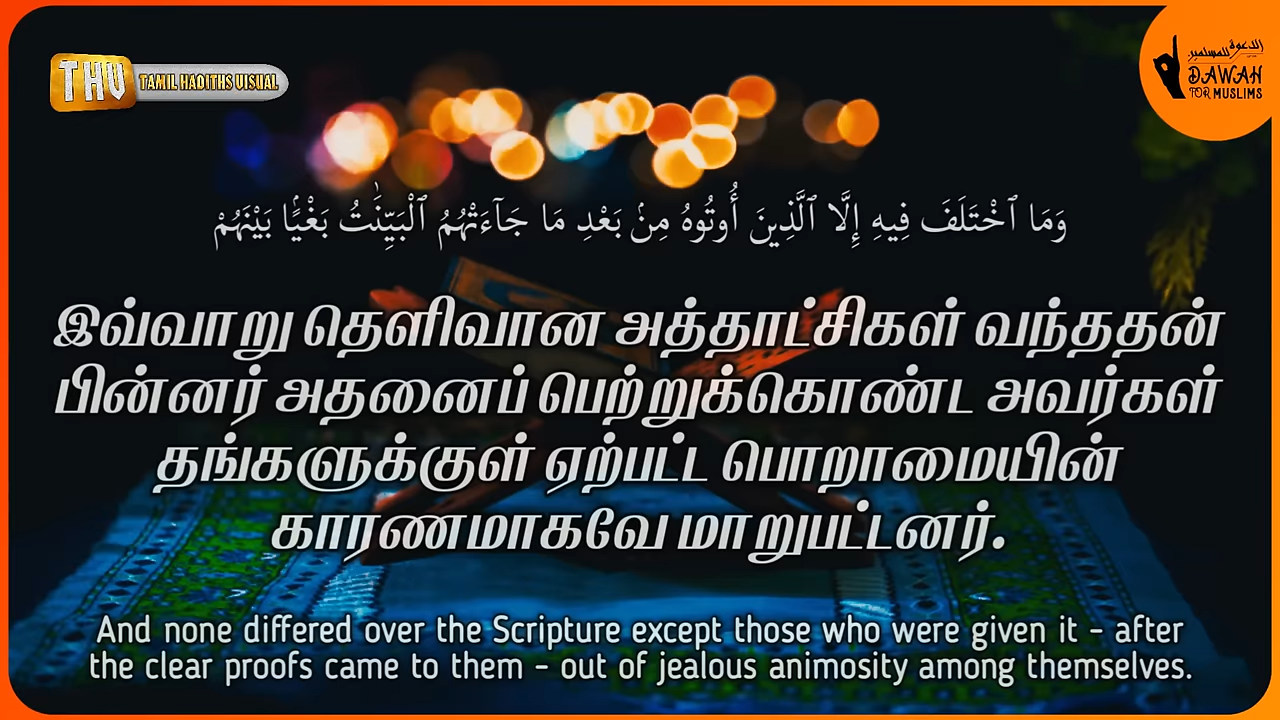 THV
TAMIL HADITHS VISUAL
الدعوة للمسلمين
DAWAH
FOR MUSLIMS
وَمَا ٱخْتَلَفَ فِيهِ إِلَّا ٱلَّذِينَ أُوتُوهُ مِنۢ بَعْدِ مَا جَآءَتْهُمُ ٱلْبَيِّنَٰتُ بَغْيًۢا بَيْنَهُمْ
இவ்வாறு தெளிவான அத்தாட்சிகள் வந்ததன்
பின்னர் அதனைப் பெற்றுக்கொண்ட அவர்கள்
தங்களுக்குள் ஏற்பட்ட பொறாமையின்
காரணமாகவே மாறுபட்டனர்.
And none differed over the Scripture except those who were given it – after
the clear proofs came to them – out of jealous animosity among themselves.